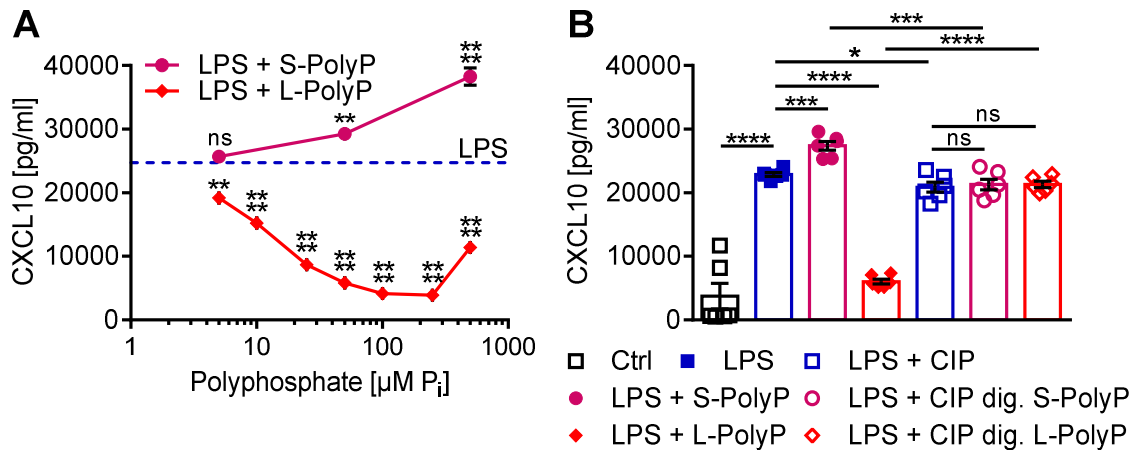 A
LPS + S-PolyP
LPS + L-PolyP
CXCL10 [pg/ml]
40000
30000
20000
10000
0
ns
**
**
**
LPS
**
**
**
**
**
**
**
**
**
**
**
**
**
**
1
10
100
1000
Polyphosphate [µM Pi]
B
***
****
*
****
***
****
ns
ns
CXCL10 [pg/ml]
40000
30000
20000
10000
0
Ctrl
LPS
LPS + CIP
LPS + S-PolyP
LPS + CIP dig. S-PolyP
LPS + L-PolyP
LPS + CIP dig. L-PolyP